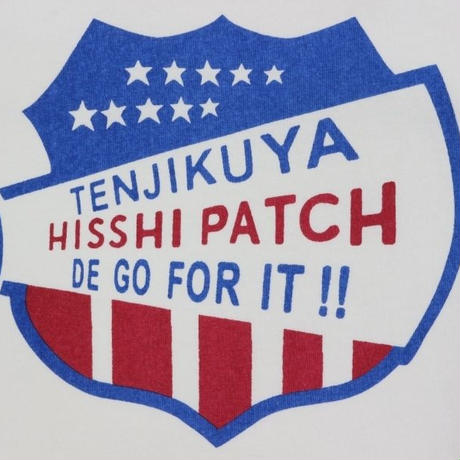 TENJIKUYA
HISSHI PATCH
DE GO FOR IT !!